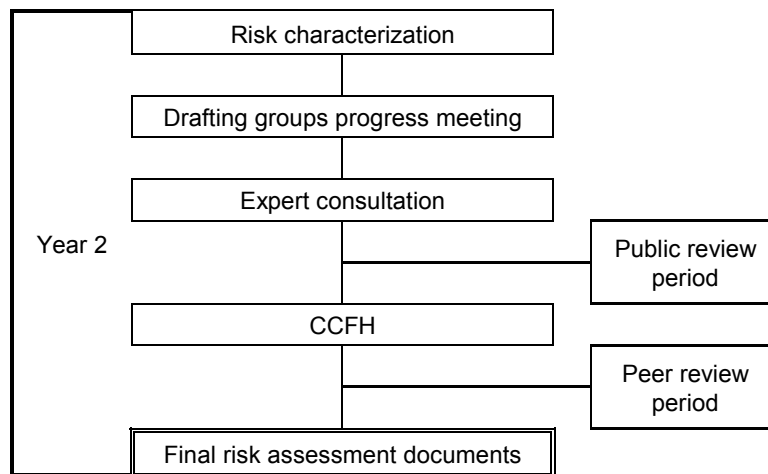 Risk characterization
Drafting groups progress meeting
Expert consultation
Year 2
Public review
period
CCFH
Peer review
period
Final risk assessment documents